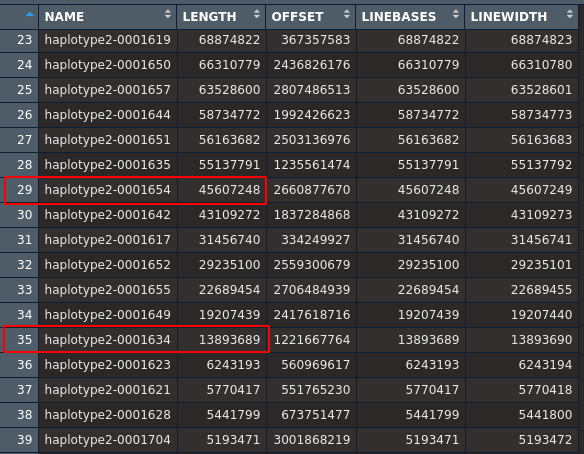 NAME LENGTH OFFSET LINEBASES LINEWIDTH
23 haplotype2-0001619 68874822 367357583 68874822 68874823
24 haplotype2-0001650 66310779 2436826176 66310779 66310780
25 haplotype2-0001657 63528600 2807486513 63528600 63528601
26 haplotype2-0001644 58734772 1992426623 58734772 58734773
27 haplotype2-0001651 56163682 2503136976 56163682 56163683
28 haplotype2-0001635 55137791 1235561474 55137791 55137792
29 haplotype2-0001654 45607248 2660877670 45607248 45607249
30 haplotype2-0001642 43109272 1837284868 43109272 43109273
31 haplotype2-0001617 31456740 334249927 31456740 31456741
32 haplotype2-0001652 29235100 2559300679 29235100 29235101
33 haplotype2-0001655 22689454 2706484939 22689454 22689455
34 haplotype2-0001649 19207439 2417618716 19207439 19207440
35 haplotype2-0001634 13893689 1221667764 13893689 13893690
36 haplotype2-0001623 6243193 560969617 6243193 6243194
37 haplotype2-0001621 5770417 551765230 5770417 5770418
38 haplotype2-0001628 5441799 673751477 5441799 5441800
39 haplotype2-0001704 5193471 3001868219 5193471 5193472